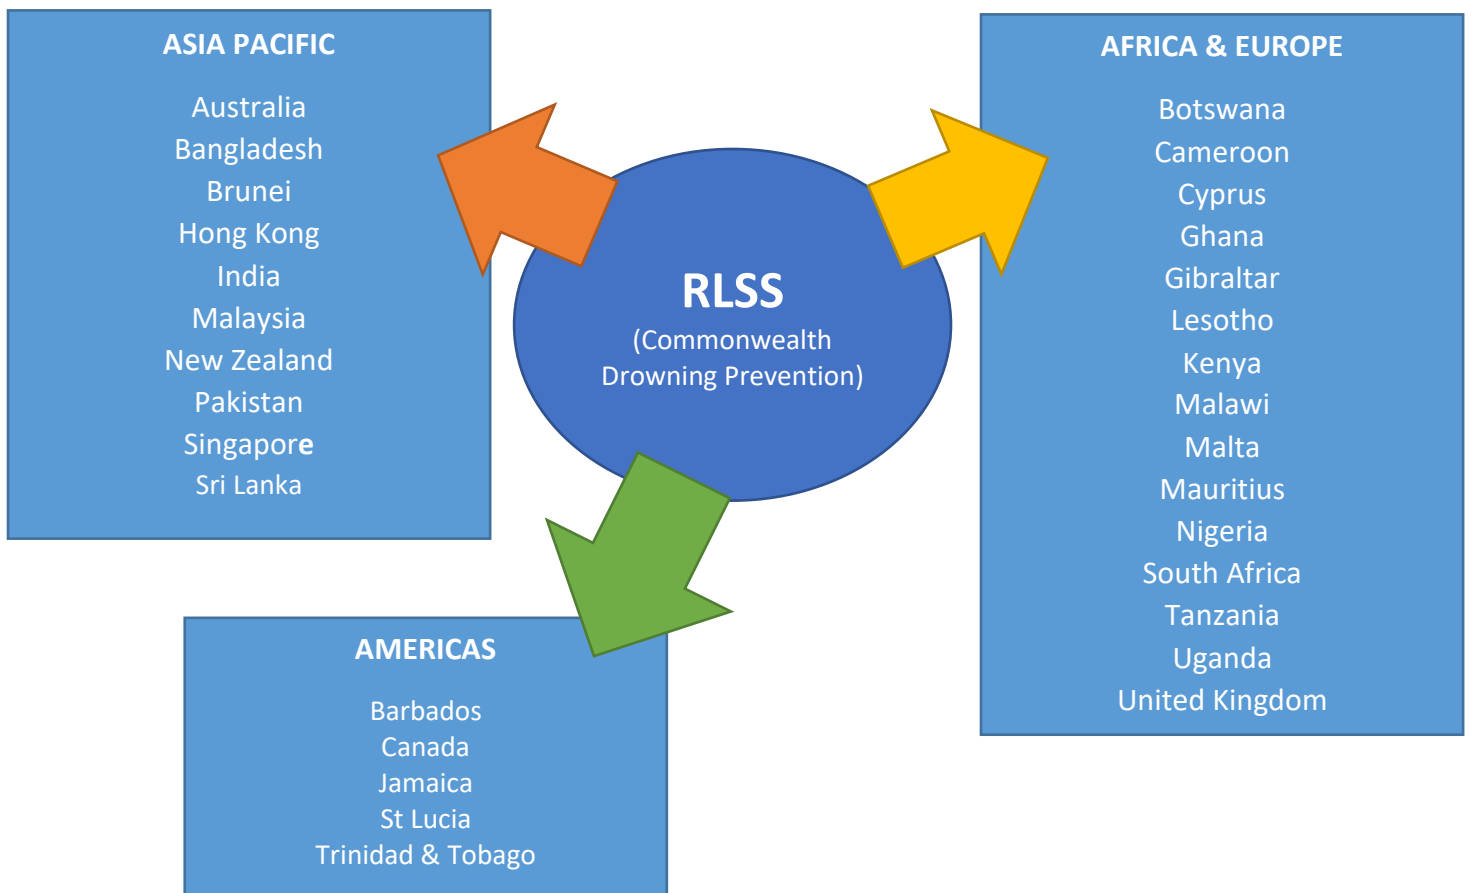 ASIA PACIFIC
Australia
Bangladesh
Brunei
Hong Kong
India
Malaysia
New Zealand
Pakistan
Singapore
Sri Lanka
RLSS
(Commonwealth
Drowning Prevention)
AFRICA & EUROPE
Botswana
Cameroon
Cyprus
Ghana
Gibraltar
Lesotho
Kenya
Malawi
Malta
Mauritius
Nigeria
South Africa
Tanzania
Uganda
United Kingdom
AMERICAS
Barbados
Canada
Jamaica
St Lucia
Trinidad & Tobago